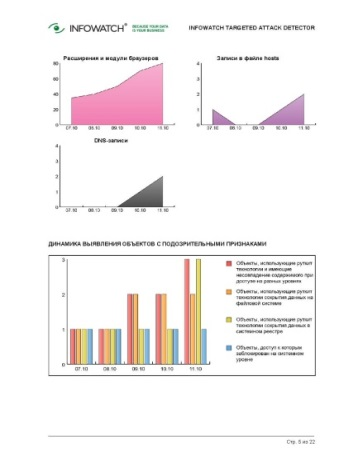 INFOWATCH®
BECAUSE YOUR DATA
IS YOUR BUSINESS
INFOWATCH TARGETED ATTACK DETECTOR
Расширения и модули браузеров
80
60
40
20
0
07.10 08.10 09.10 10.10 11.10
Записи в файле hosts
4
3
2
1
0
07.10 08.10 09.10 10.10 11.10
DNS-записи
4
3
2
1
0
07.10 08.10 09.10 10.10 11.10
ДИНАМИКА ВЫЯВЛЕНИЯ ОБЪЕКТОВ С ПОДОЗРИТЕЛЬНЫМИ ПРИЗНАКАМИ
3
2
1
0
07.10 08.10 09.10 10.10 11.10
Объекты, использующие руткит
технологии и имеющие
несовпадение содержимого при
доступе на разных уровнях
Объекты, использующие руткит
технологии сокрытия данных на
файловой системе
Объекты, использующие руткит
технологии сокрытия данных в
системном реестре
Объекты, доступ к которым
заблокирован на системном
уровне
Стр. 5 из 22